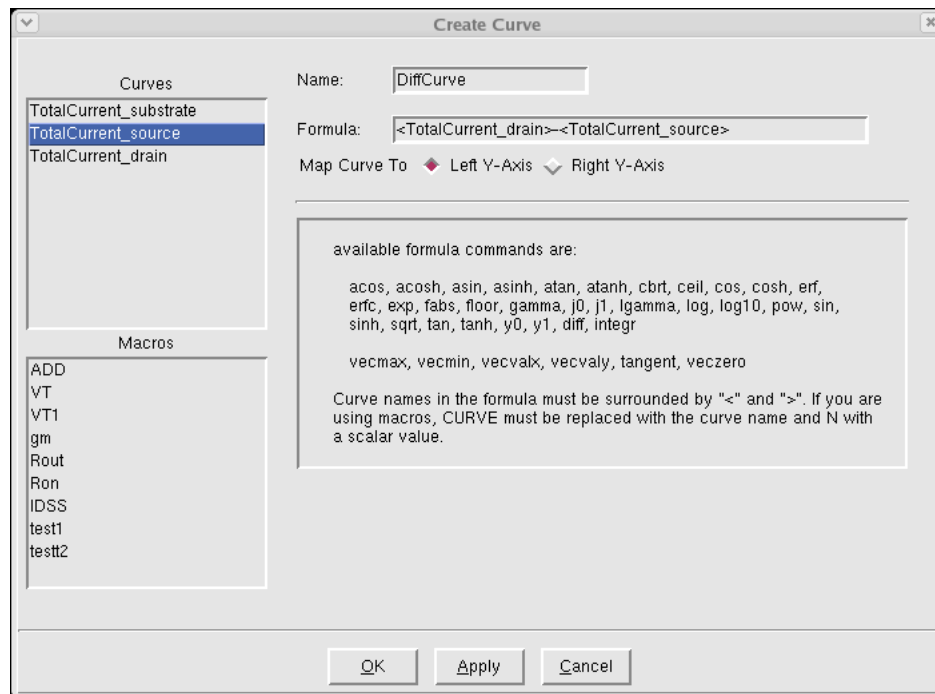 Create Curve
Curves
TotalCurrent_substrate
TotalCurrent_source
TotalCurrent_drain
Macros
ADD
VT
VT1
gm
Rout
Ron
IDSS
test1
testt2
Name: DiffCurve
Formula: <TotalCurrent_drain>-<TotalCurrent_source>
Map Curve To Left Y-Axis Right Y-Axis
available formula commands are:
acos, acosh, asin, asinh, atan, atanh, cbrt, ceil, cos, cosh, erf,
erfc, exp, fabs, floor, gamma, j0, j1, lgamma, log, log10, pow, sin,
sinh, sqrt, tan, tanh, y0, y1, diff, integr
vecmax, vecmin, vecvalx, vecvaly, tangent, veczero
Curve names in the formula must be surrounded by "<" and ">". If you are
using macros, CURVE must be replaced with the curve name and N with
a scalar value.
OK Apply Cancel